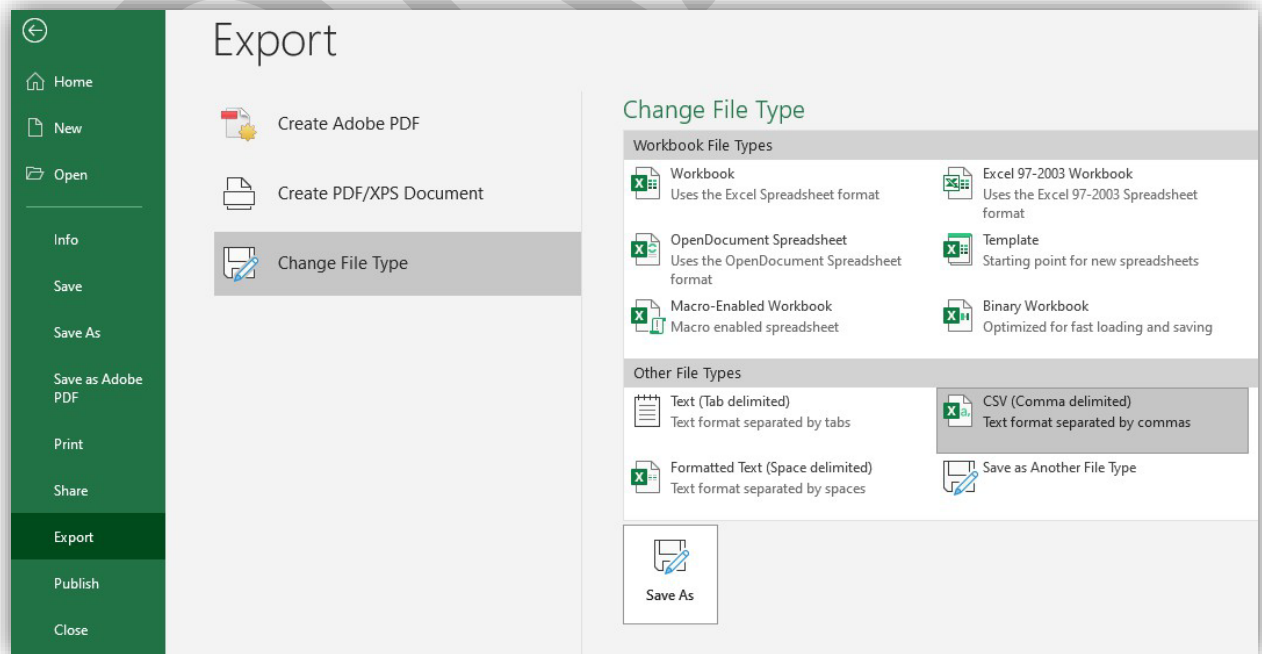 Export
Home
New
Open
Info
Save
Save As
Save as Adobe
PDF
Print
Share
Export
Publish
Close
Create Adobe PDF
Create PDF/XPS Document
Change File Type
Change File Type
Workbook File Types
Workbook
Uses the Excel Spreadsheet format
Excel 97-2003 Workbook
Uses the Excel 97-2003 Spreadsheet
format
OpenDocument Spreadsheet
Uses the OpenDocument Spreadsheet
format
Template
Starting point for new spreadsheets
Macro-Enabled Workbook
Macro enabled spreadsheet
Binary Workbook
Optimized for fast loading and saving
Other File Types
Text (Tab delimited)
Text format separated by tabs
CSV (Comma delimited)
Text format separated by commas
Formatted Text (Space delimited)
Text format separated by spaces
Save as Another File Type
Save As